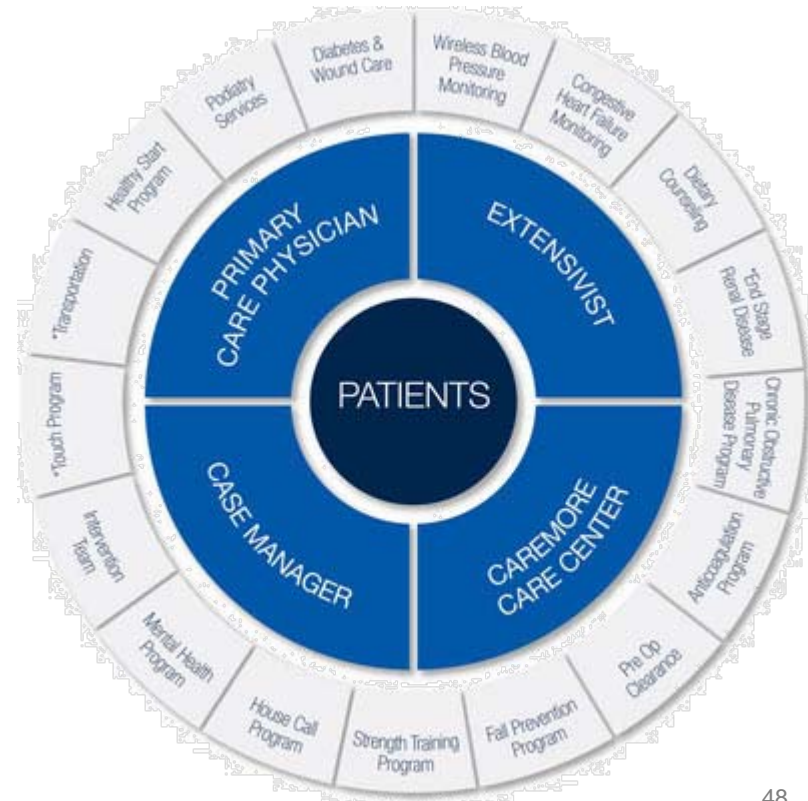 Diabetes &
Wound Care
Wireless Blood
Pressure
Monitoring
Congestive
Heart Failure
Monitoring
Dietary
Counseling
*End Stage
Renal Disease
Chronic Obstructive
Pulmonary
Disease Program
Anticoagulation
Program
Pre Op
Clearance
Fall Prevention
Program
Strength Training
Program
House Call
Program
Mental Health
Program
Intervention
Team
*Touch Program
*Transportation
Healthy Start
Program
Podiatry
Services
PRIMARY
CARE PHYSICIAN
EXTENSIVIST
CAREMORE
CARE CENTER
CASE MANAGER
PATIENTS
48